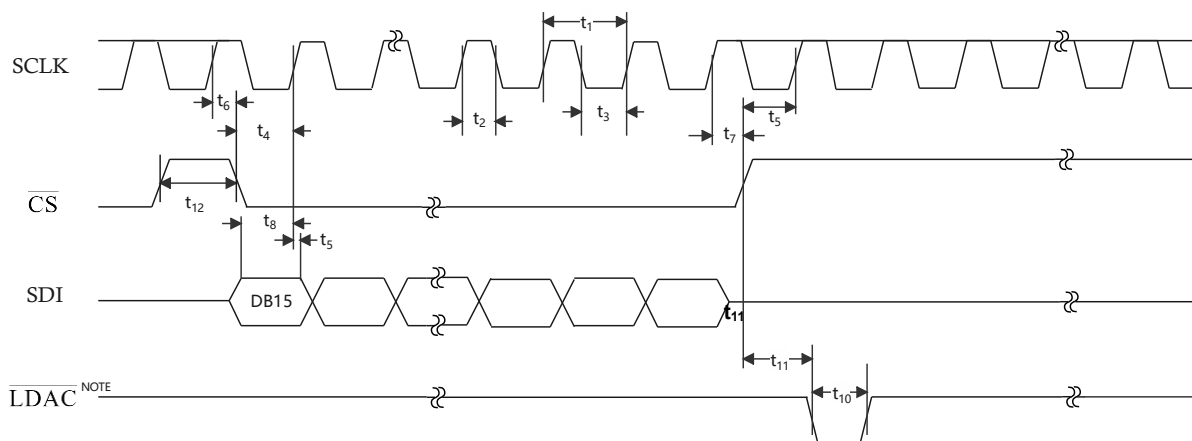 t₁
SCLK
t₆
t₂
t₃
t₅
t₄
t₇
CS
t₁₂
t₈
t₅
SDI
DB15
t₁₁
t₁₁
LDAC NOTE
t₁₀